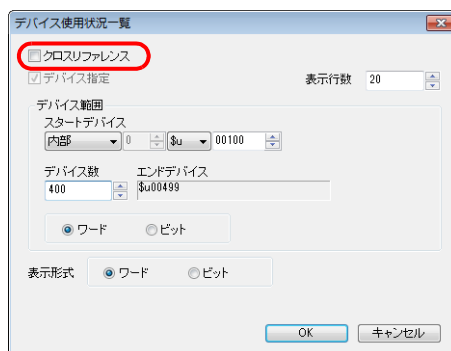 デバイス使用状況一覧
クロスリファレンス
デバイス指定
表示行数 20
デバイス範囲
スタートデバイス
内部 0 $u 00100
デバイス数 エンドデバイス
400 $u00499
ワード ビット
表示形式 ワード ビット
OK キャンセル